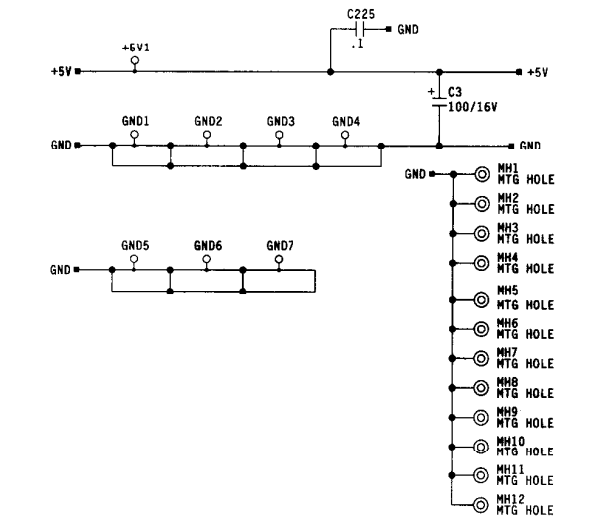 C225
GND
.1
+6V1
+5V
+5V
+ C3
100/16V
GND1 GND2 GND3 GND4
GND
GND
GND
MH1
MTG HOLE
MH2
MTG HOLE
MH3
MTG HOLE
MH4
MTG HOLE
GND5 GND6 GND7
GND
MH5
MTG HOLE
MH6
MTG HOLE
MH7
MTG HOLE
MH8
MTG HOLE
MH9
MTG HOLE
MH10
MTG HOLE
MH11
MTG HOLE
MH12
MTG HOLE